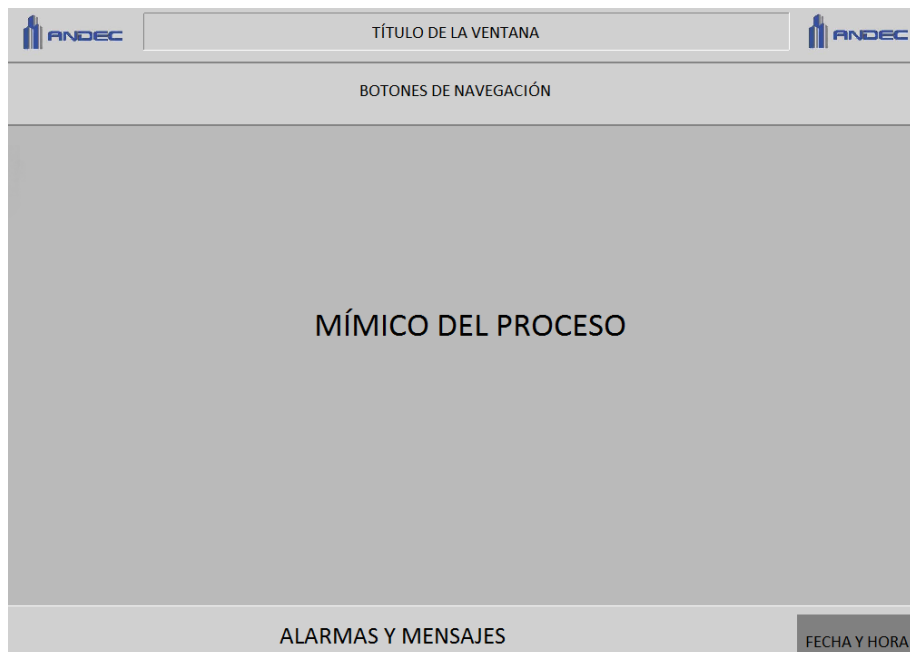 ANDEC TÍTULO DE LA VENTANA ANDEC
BOTONES DE NAVEGACIÓN
MÍMICO DEL PROCESO
ALARMAS Y MENSAJES
FECHA Y HORA